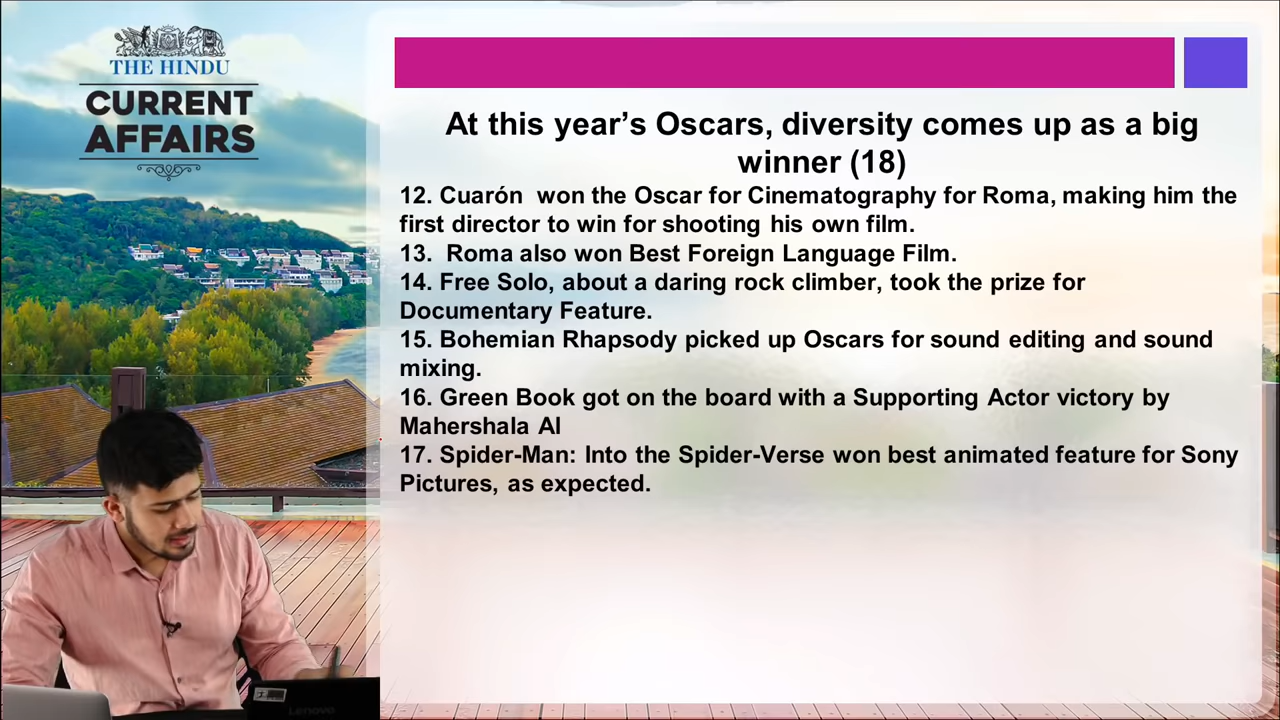 THE HINDU
CURRENT
AFFAIRS
At this year’s Oscars, diversity comes up as a big
winner (18)
12. Cuarón  won the Oscar for Cinematography for Roma, making him the
first director to win for shooting his own film.
13.  Roma also won Best Foreign Language Film.
14. Free Solo, about a daring rock climber, took the prize for
Documentary Feature.
15. Bohemian Rhapsody picked up Oscars for sound editing and sound
mixing.
16. Green Book got on the board with a Supporting Actor victory by
Mahershala Al
17. Spider-Man: Into the Spider-Verse won best animated feature for Sony
Pictures, as expected.
Lenovo